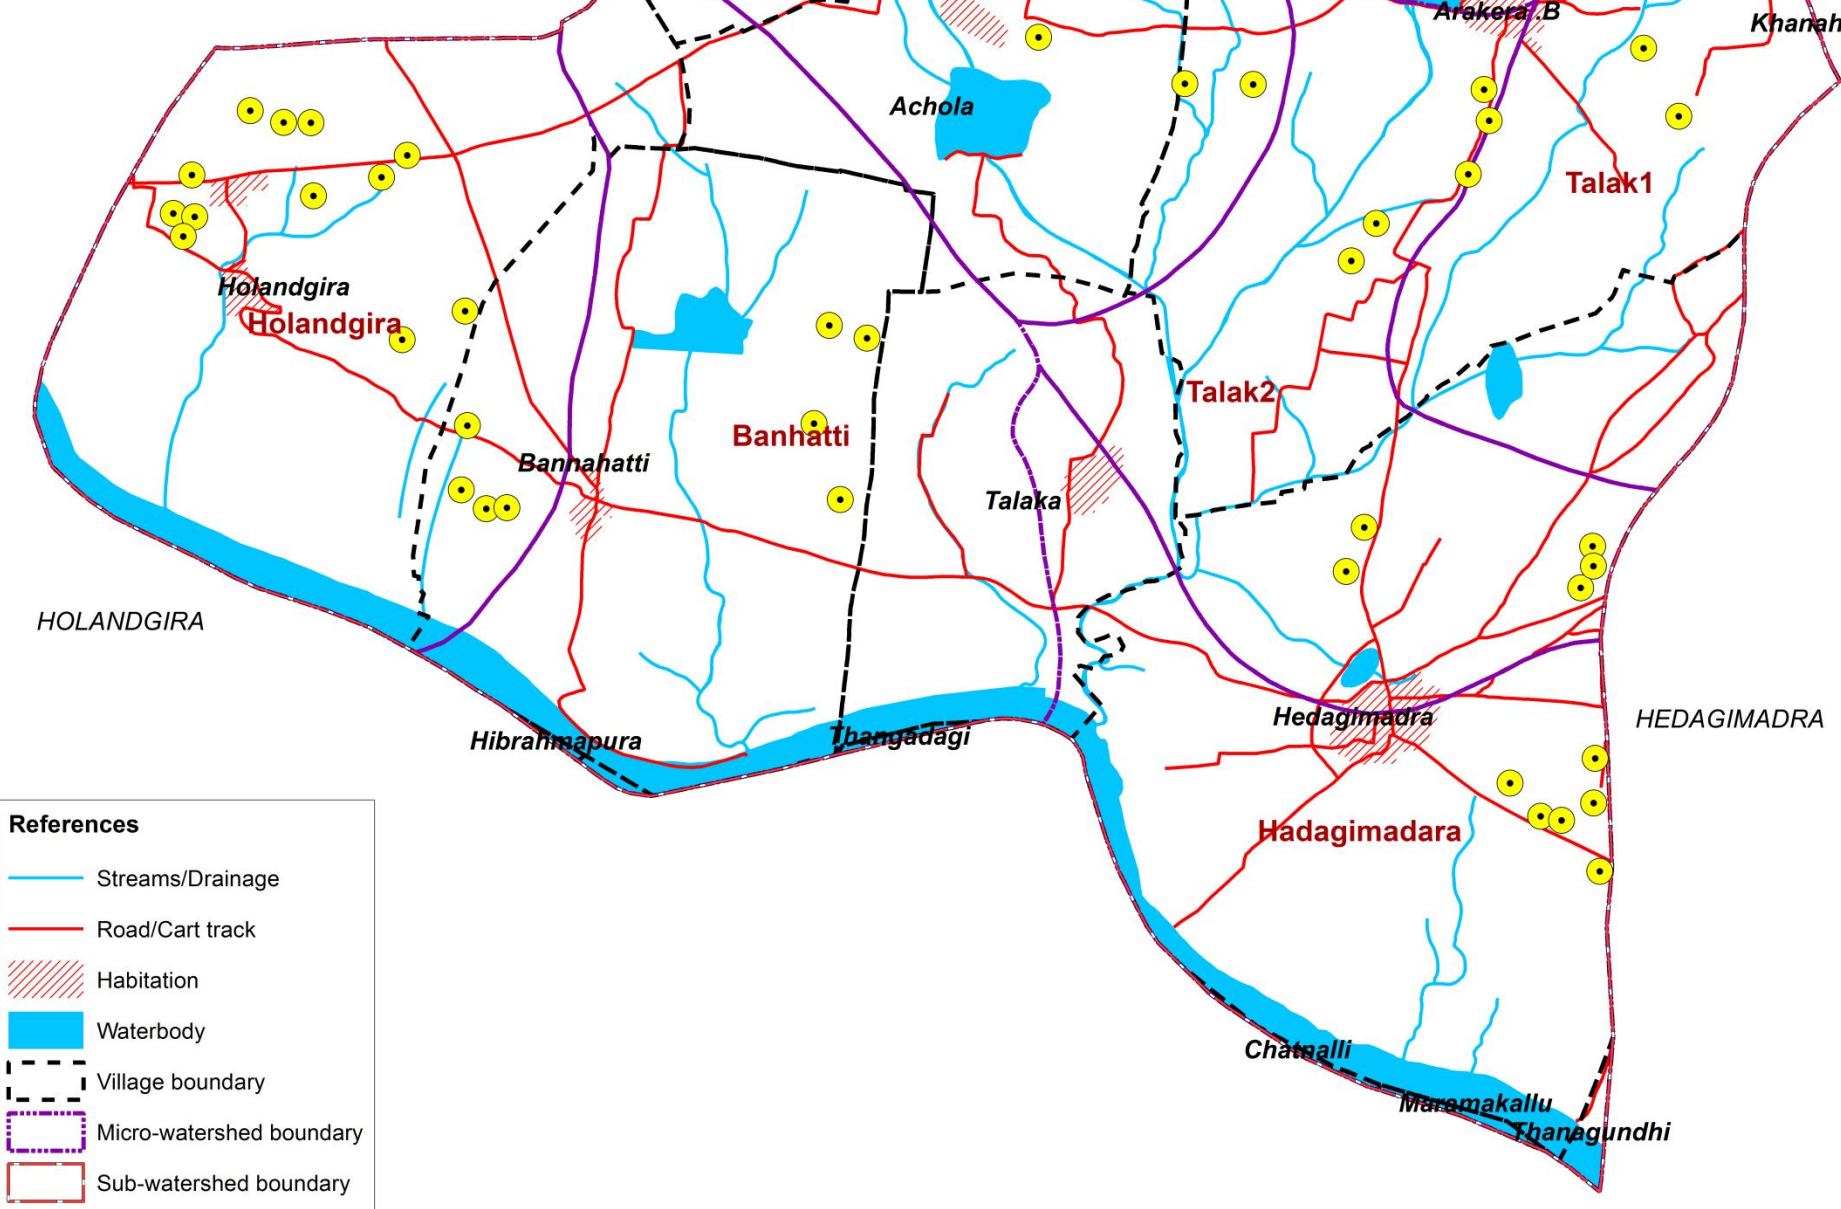 Arakera .B
Khanah
Achola
Talak1
Holandgira
Holandgira
Talak2
Banhatti
Bannahatti
Talaka
HOLANDGIRA
Hedagimadra
HEDAGIMADRA
Hibrahmapura
Thangadagi
Hadagimadara
References
Streams/Drainage
Road/Cart track
Habitation
Waterbody
Village boundary
Micro-watershed boundary
Sub-watershed boundary
Chatnalli
Maramakallu
Thanagundhi